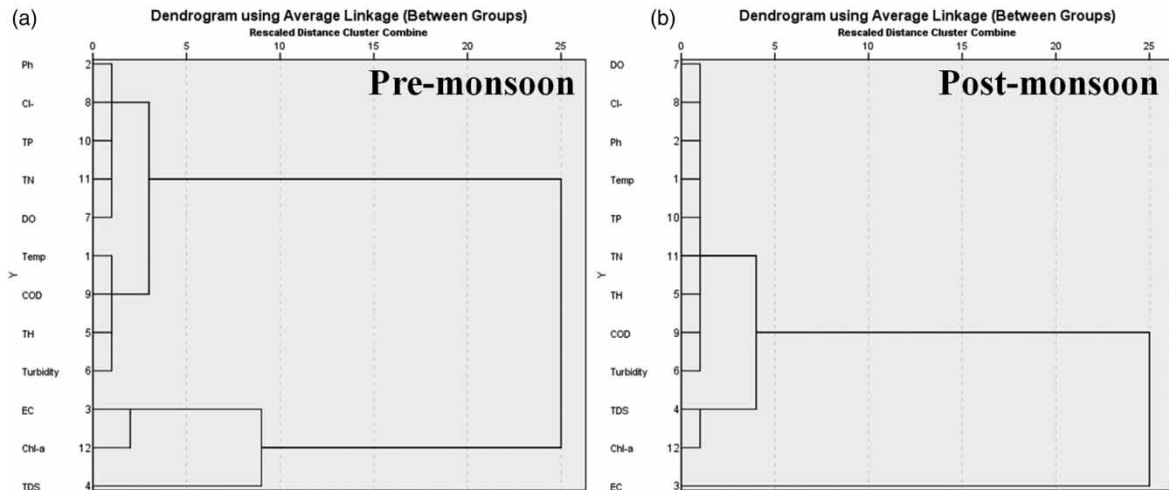 (a)
Dendrogram using Average Linkage (Between Groups)
Rescaled Distance Cluster Combine
0 5 10 15 20 25
Pre-monsoon
Ph 2
Cl- 8
TP 10
TN 11
DO 7
Temp 1
Y
COD 9
TH 5
Turbidity 6
EC 3
Chl-a 12
TDS 4
(b)
Dendrogram using Average Linkage (Between Groups)
Rescaled Distance Cluster Combine
0 5 10 15 20 25
Post-monsoon
DO 7
Cl- 8
Ph 2
Temp 1
TP 10
TN 11
Y
TH 5
COD 9
Turbidity 6
TDS 4
Chl-a 12
EC 3